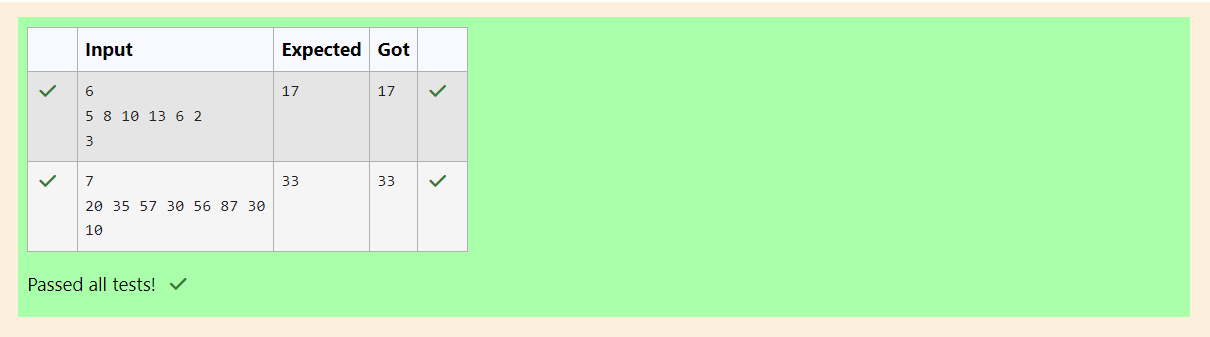 Input Expected Got
6 17 17
5 8 10 13 6 2
3
7 33 33
20 35 57 30 56 87 30
10
Passed all tests!